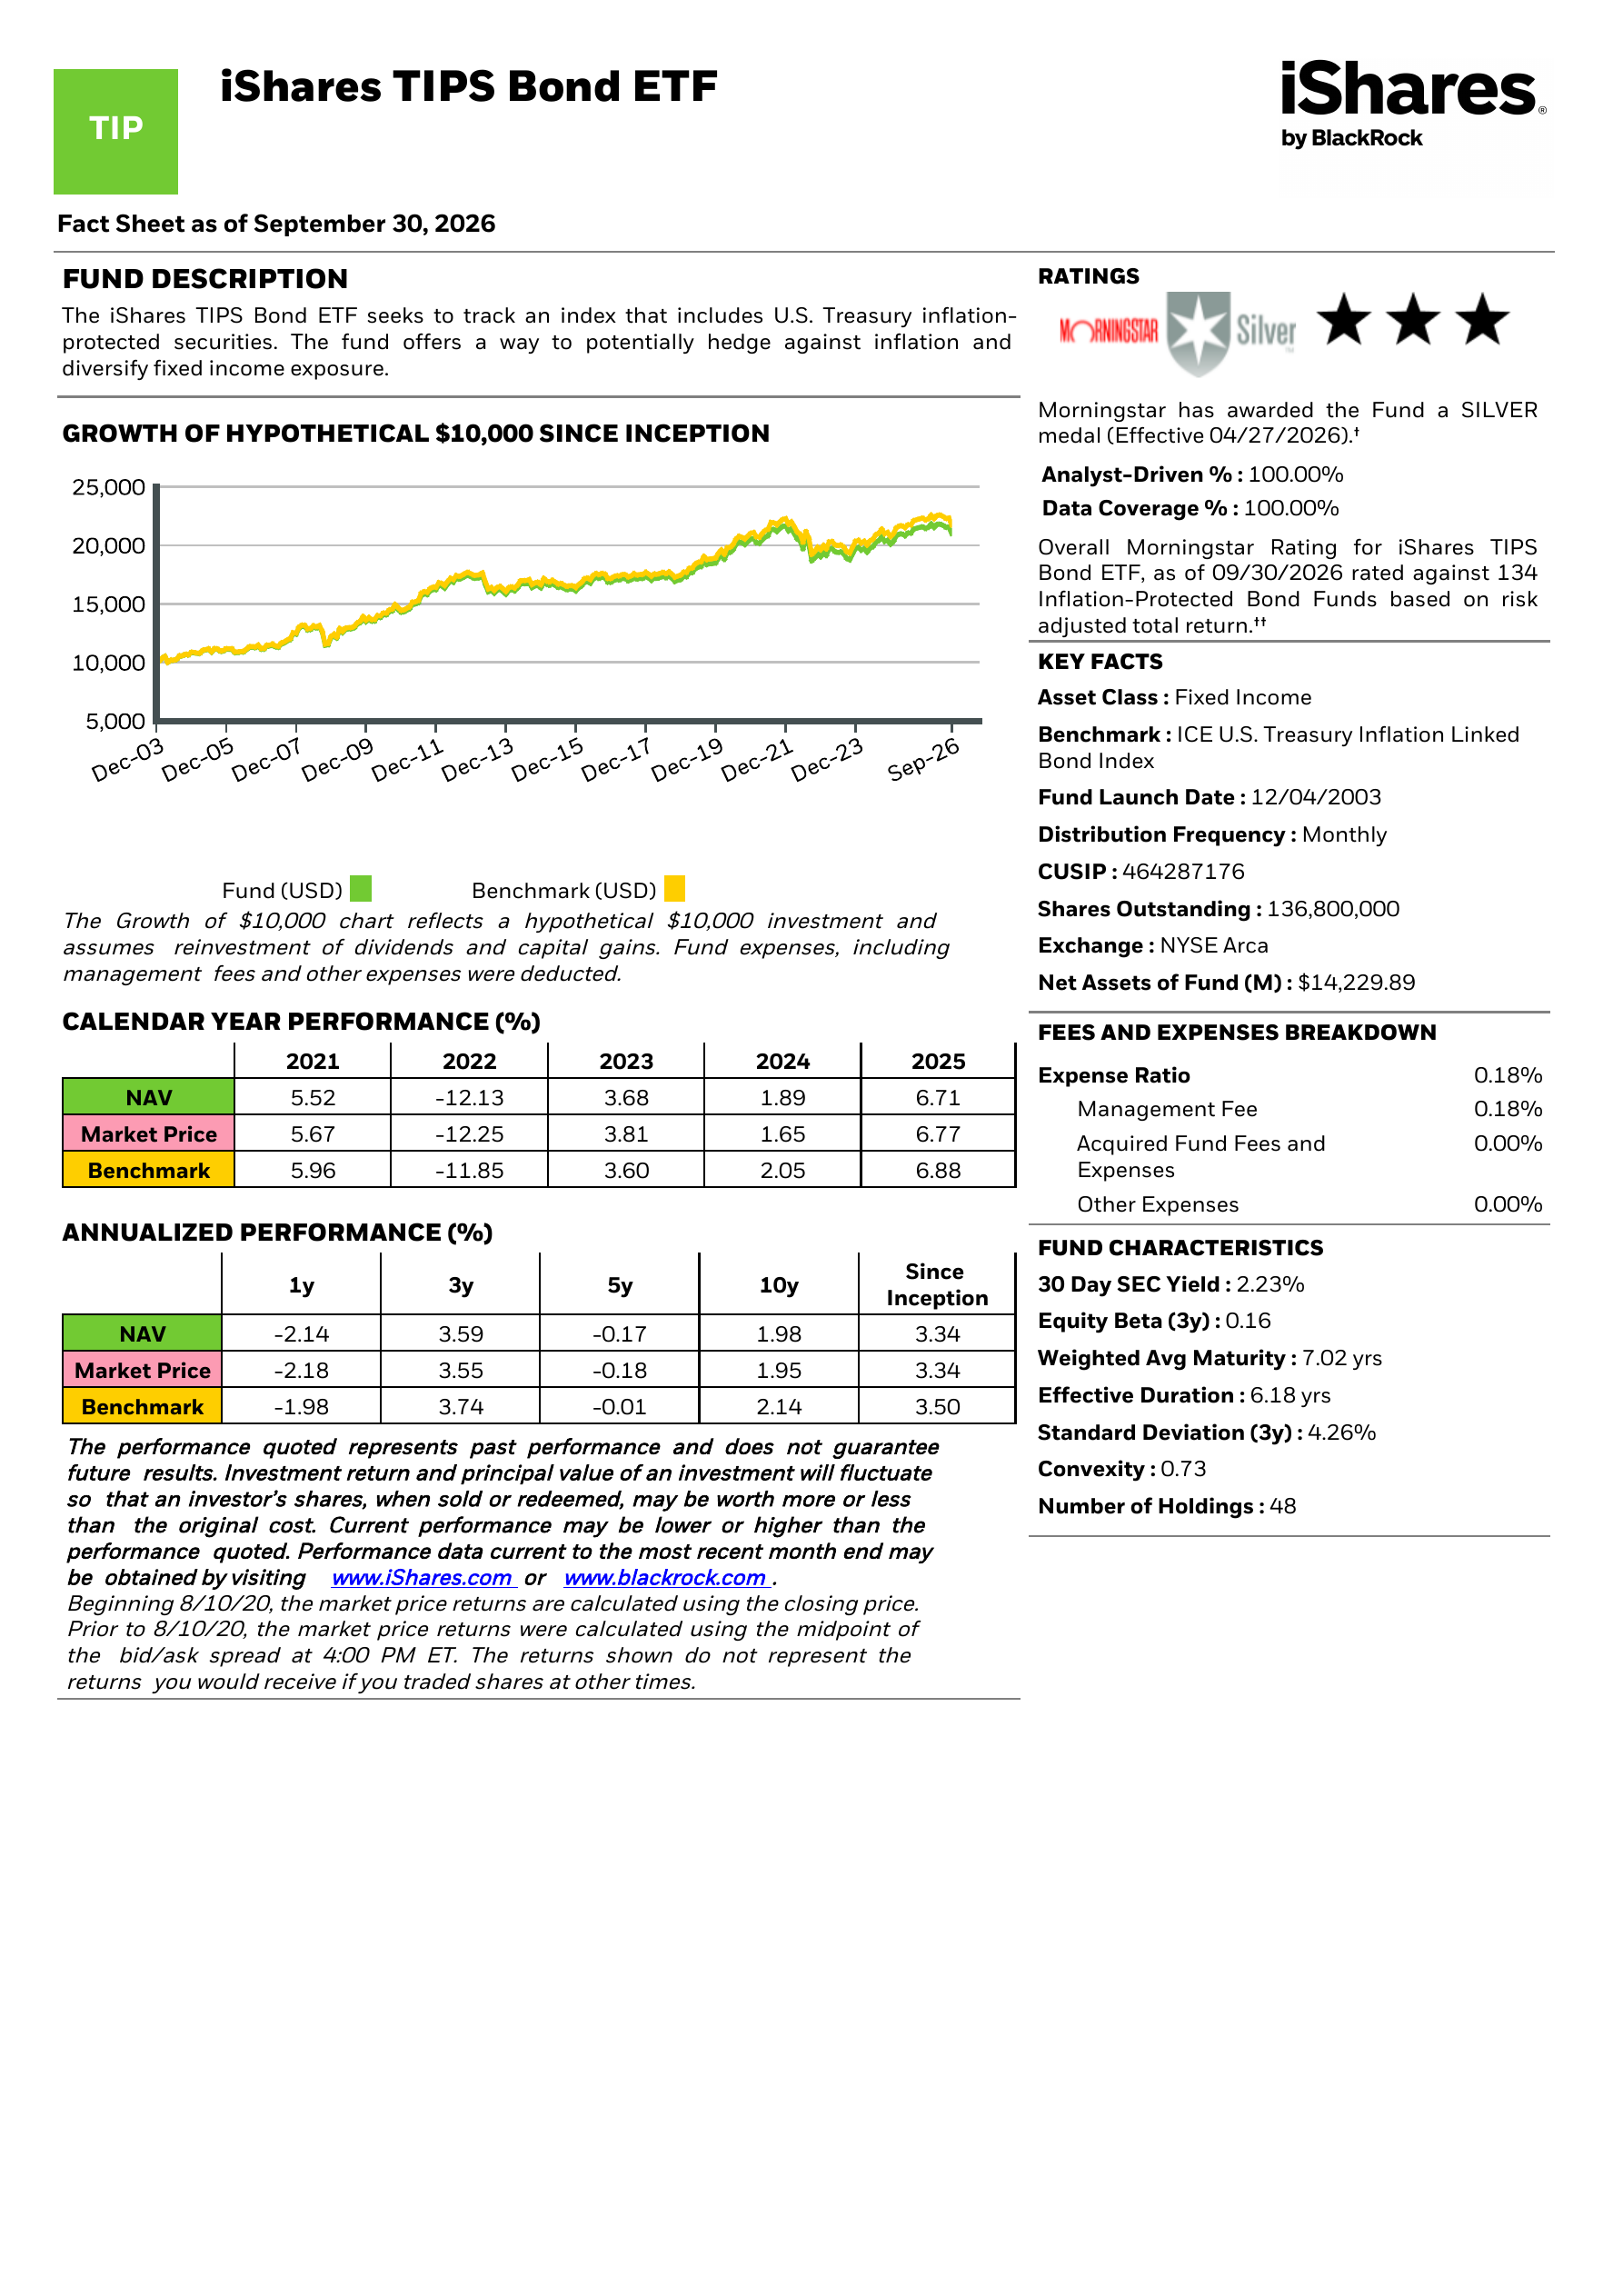 TIP
iShares TIPS Bond ETF
iShares®
by BlackRock
Fact Sheet as of September 30, 2026
FUND DESCRIPTION
The iShares TIPS Bond ETF seeks to track an index that includes U.S. Treasury inflation-
protected securities. The fund offers a way to potentially hedge against inflation and
diversify fixed income exposure.
GROWTH OF HYPOTHETICAL $10,000 SINCE INCEPTION
25,000
20,000
15,000
10,000
5,000
Dec-03 Dec-05 Dec-07 Dec-09 Dec-11 Dec-13 Dec-15 Dec-17 Dec-19 Dec-21 Dec-23 Sep-26
Fund (USD) Benchmark (USD)
The Growth of $10,000 chart reflects a hypothetical $10,000 investment and
assumes reinvestment of dividends and capital gains. Fund expenses, including
management fees and other expenses were deducted.
CALENDAR YEAR PERFORMANCE (%)
2021 2022 2023 2024 2025
NAV 5.52 -12.13 3.68 1.89 6.71
Market Price 5.67 -12.25 3.81 1.65 6.77
Benchmark 5.96 -11.85 3.60 2.05 6.88
ANNUALIZED PERFORMANCE (%)
1y 3y 5y 10y Since
Inception
NAV -2.14 3.59 -0.17 1.98 3.34
Market Price -2.18 3.55 -0.18 1.95 3.34
Benchmark -1.98 3.74 -0.01 2.14 3.50
The performance quoted represents past performance and does not guarantee
future results. Investment return and principal value of an investment will fluctuate
so that an investor's shares, when sold or redeemed, may be worth more or less
than the original cost. Current performance may be lower or higher than the
performance quoted. Performance data current to the most recent month end may
be obtained by visiting www.iShares.com or www.blackrock.com .
Beginning 8/10/20, the market price returns are calculated using the closing price.
Prior to 8/10/20, the market price returns were calculated using the midpoint of
the bid/ask spread at 4:00 PM ET. The returns shown do not represent the
returns you would receive if you traded shares at other times.
RATINGS
MORNINGSTAR Silver
Morningstar has awarded the Fund a SILVER
medal (Effective 04/27/2026).†
Analyst-Driven % : 100.00%
Data Coverage % : 100.00%
Overall Morningstar Rating for iShares TIPS
Bond ETF, as of 09/30/2026 rated against 134
Inflation-Protected Bond Funds based on risk
adjusted total return.††
KEY FACTS
Asset Class : Fixed Income
Benchmark : ICE U.S. Treasury Inflation Linked
Bond Index
Fund Launch Date : 12/04/2003
Distribution Frequency : Monthly
CUSIP : 464287176
Shares Outstanding : 136,800,000
Exchange : NYSE Arca
Net Assets of Fund (M) : $14,229.89
FEES AND EXPENSES BREAKDOWN
Expense Ratio 0.18%
Management Fee 0.18%
Acquired Fund Fees and 0.00%
Expenses
Other Expenses 0.00%
FUND CHARACTERISTICS
30 Day SEC Yield : 2.23%
Equity Beta (3y) : 0.16
Weighted Avg Maturity : 7.02 yrs
Effective Duration : 6.18 yrs
Standard Deviation (3y) : 4.26%
Convexity : 0.73
Number of Holdings : 48